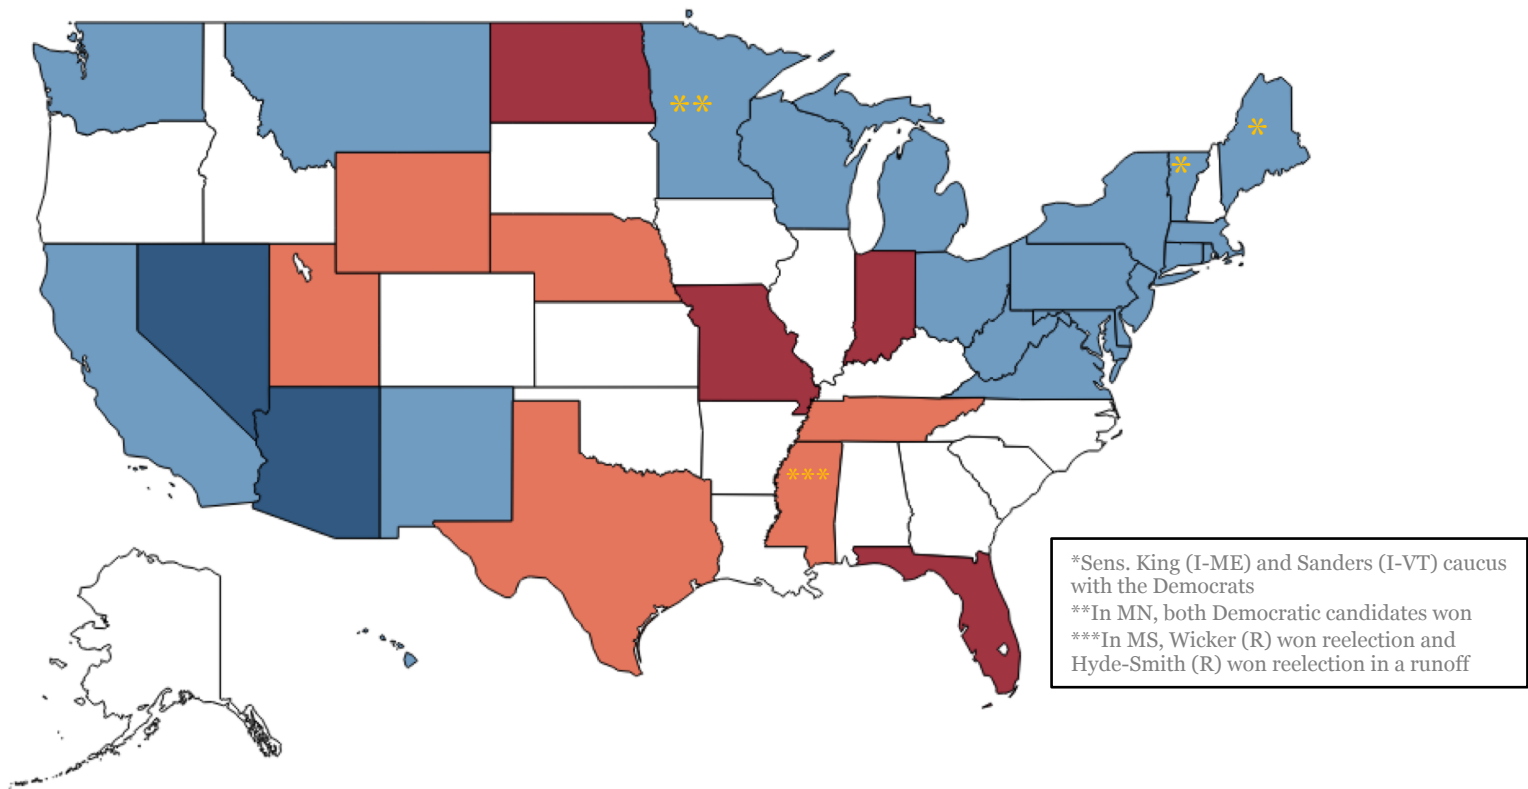 **
*
*
***
*Sens. King (I-ME) and Sanders (I-VT) caucus
with the Democrats
**In MN, both Democratic candidates won
***In MS, Wicker (R) won reelection and
Hyde-Smith (R) won reelection in a runoff